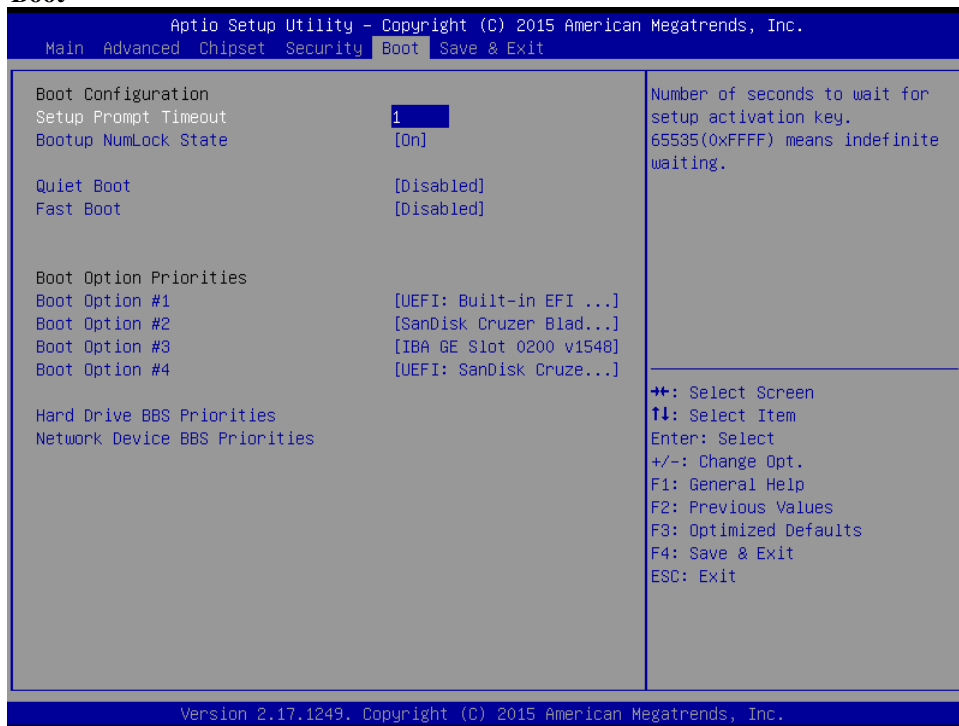 Aptio Setup Utility – Copyright (C) 2015 American Megatrends, Inc.
Main Advanced Chipset Security Boot Save & Exit
Boot Configuration
Setup Prompt Timeout 1
Bootup NumLock State [On]
Quiet Boot [Disabled]
Fast Boot [Disabled]
Boot Option Priorities
Boot Option #1 [UEFI: Built-in EFI ...]
Boot Option #2 [SanDisk Cruzer Blad...]
Boot Option #3 [IBA GE Slot 0200 v1548]
Boot Option #4 [UEFI: SanDisk Cruze...]
Hard Drive BBS Priorities
Network Device BBS Priorities
Number of seconds to wait for
setup activation key.
65535(0xFFFF) means indefinite
waiting.
→←: Select Screen
↑↓: Select Item
Enter: Select
+/-: Change Opt.
F1: General Help
F2: Previous Values
F3: Optimized Defaults
F4: Save & Exit
ESC: Exit
Version 2.17.1249. Copyright (C) 2015 American Megatrends, Inc.